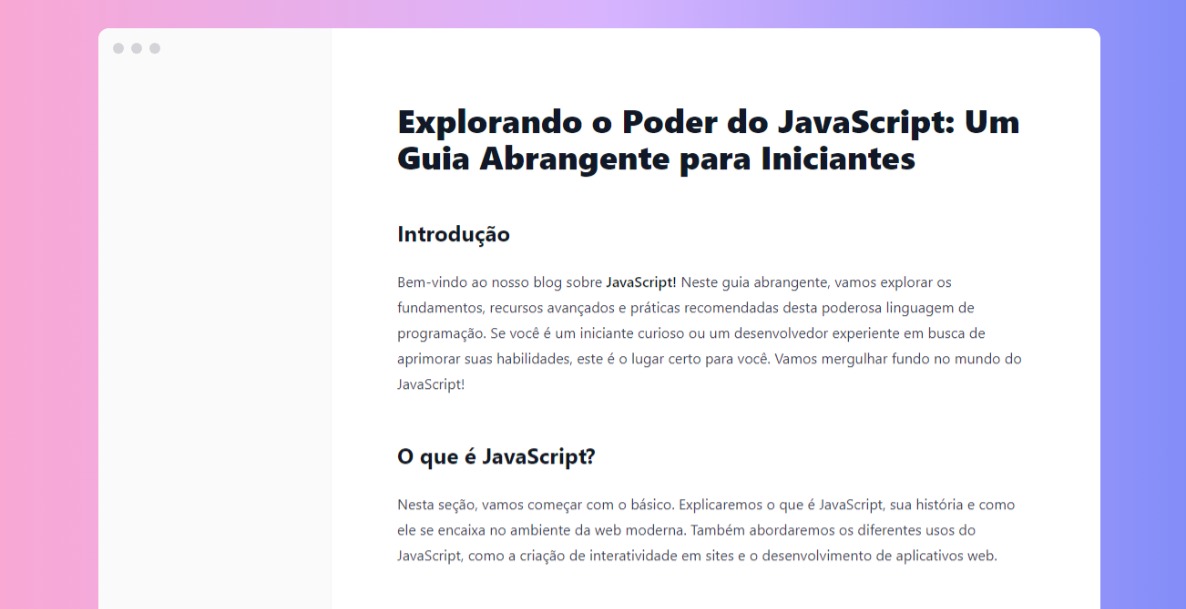 Explorando o Poder do JavaScript: Um
Guia Abrangente para Iniciantes
Introdução
Bem-vindo ao nosso blog sobre JavaScript! Neste guia abrangente, vamos explorar os
fundamentos, recursos avançados e práticas recomendadas desta poderosa linguagem de
programação. Se você é um iniciante curioso ou um desenvolvedor experiente em busca de
aprimorar suas habilidades, este é o lugar certo para você. Vamos mergulhar fundo no mundo do
JavaScript!
O que é JavaScript?
Nesta seção, vamos começar com o básico. Explicaremos o que é JavaScript, sua história e como
ele se encaixa no ambiente da web moderna. Também abordaremos os diferentes usos do
JavaScript, como a criação de interatividade em sites e o desenvolvimento de aplicativos web.